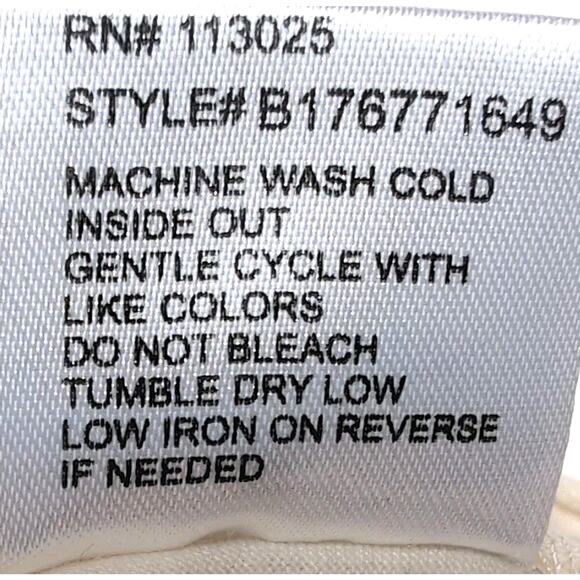 RN# 113025
STYLE# B176771649
MACHINE WASH COLD
INSIDE OUT
GENTLE CYCLE WITH
LIKE COLORS
DO NOT BLEACH
TUMBLE DRY LOW
LOW IRON ON REVERSE
IF NEEDED